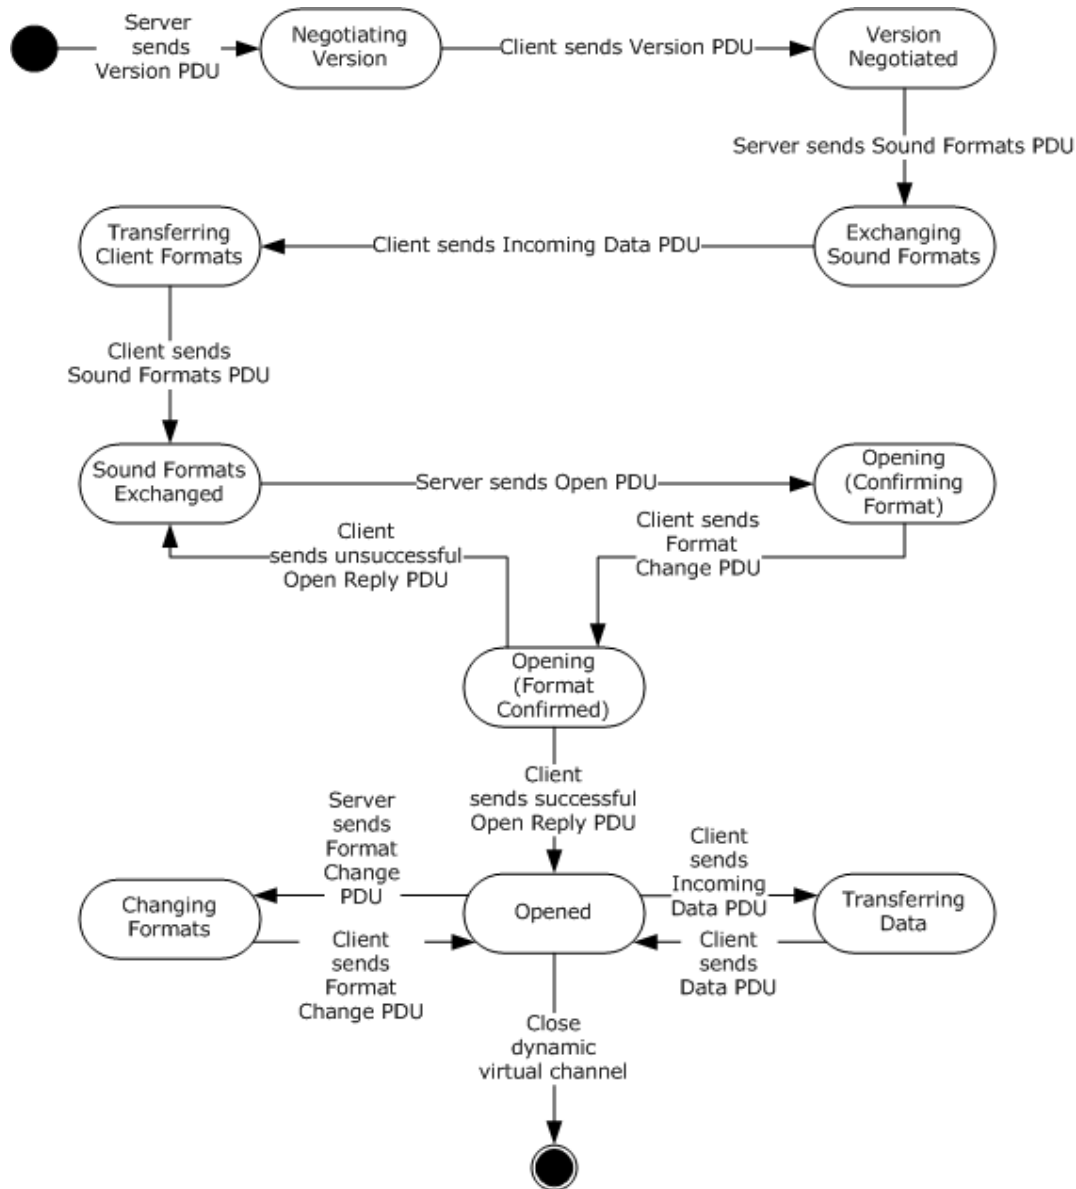 Server
sends
Version PDU
Negotiating
Version
Client sends Version PDU
Version
Negotiated
Server sends Sound Formats PDU
Transferring
Client Formats
Client sends Incoming Data PDU
Exchanging
Sound Formats
Client sends
Sound Formats PDU
Sound Formats
Exchanged
Server sends Open PDU
Opening
(Confirming
Format)
Client
sends unsuccessful
Open Reply PDU
Client sends
Format
Change PDU
Opening
(Format
Confirmed)
Client
sends successful
Open Reply PDU
Server
sends
Format
Change
PDU
Client
sends
Incoming
Data PDU
Changing
Formats
Opened
Transferring
Data
Client
sends
Format
Change PDU
Client
sends
Data PDU
Close
dynamic
virtual channel